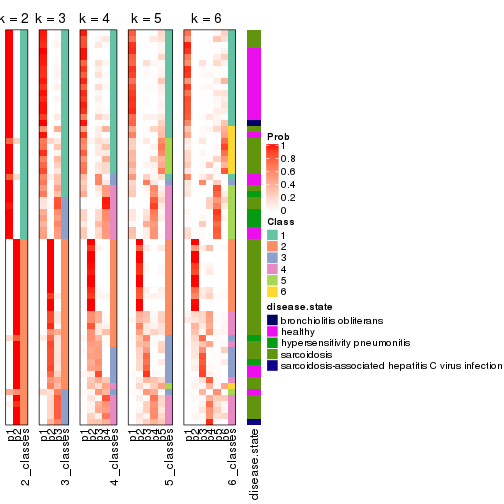 k = 2 k = 3 k = 4 k = 5 k = 6
Prob
1
0.8
0.6
0.4
0.2
0
Class
1
2
3
4
5
6
disease.state
bronchiolitis obliterans
healthy
hypersensitivity pneumonitis
sarcoidosis
sarcoidosis-associated hepatitis C virus infection
p1
p2
2_classes
p1
p2
p3
3_classes
p1
p2
p3
p4
4_classes
p1
p2
p3
p4
p5
5_classes
p1
p2
p3
p4
p5
p6
6_classes
disease.state